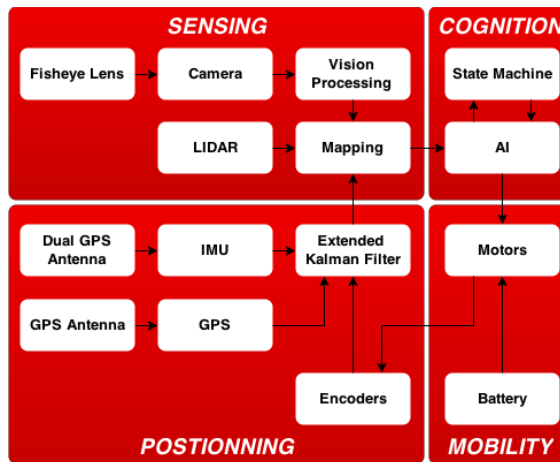 SENSING
COGNITION
Fisheye Lens
Camera
Vision
Processing
State Machine
LIDAR
Mapping
AI
Dual GPS
Antenna
IMU
Extended
Kalman Filter
Motors
GPS Antenna
GPS
Encoders
Battery
POSTIONNING
MOBILITY